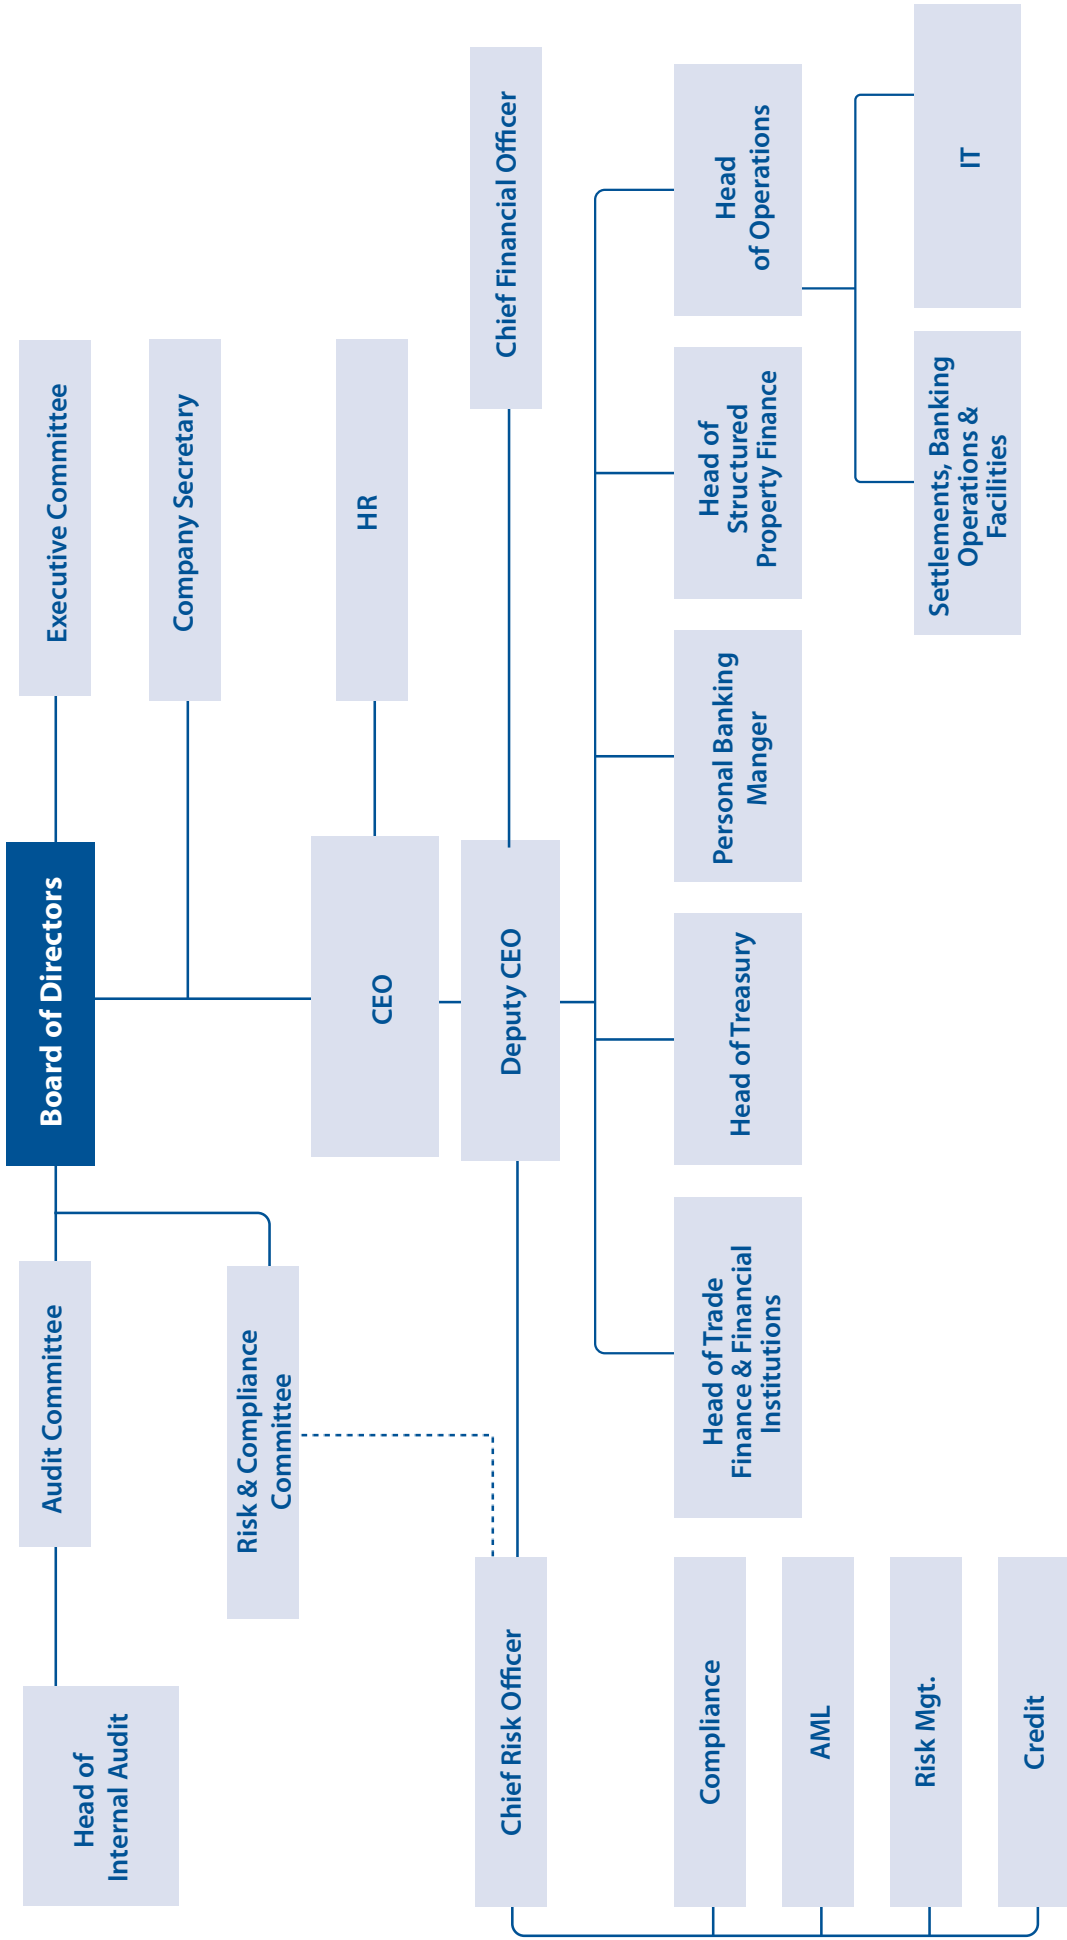 Board of Directors
Executive Committee
Audit Committee
Head of
Internal Audit
Company Secretary
Risk & Compliance
Committee
CEO
HR
Deputy CEO
Chief Financial Officer
Chief Risk Officer
Compliance
AML
Risk Mgt.
Credit
Head of Trade
Finance & Financial
Institutions
Head of Treasury
Personal Banking
Manger
Head of
Structured
Property Finance
Head
of Operations
Settlements, Banking
Operations &
Facilities
IT